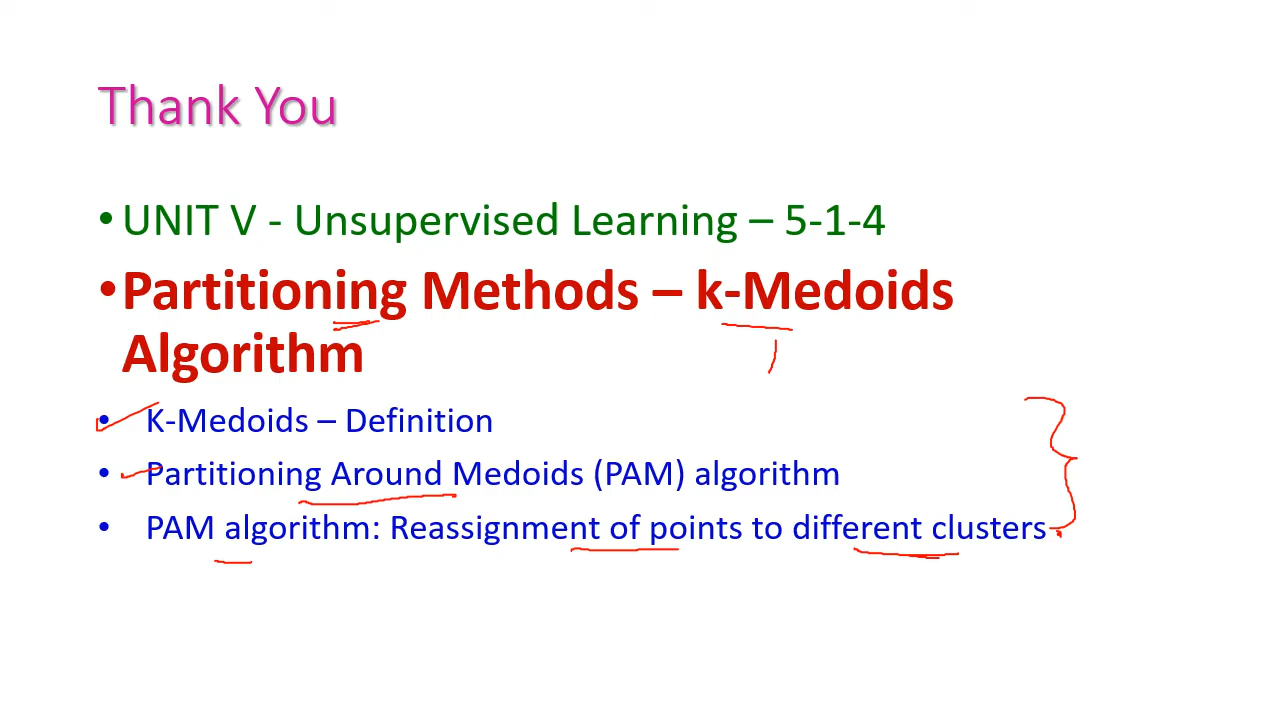 Thank You
• UNIT V - Unsupervised Learning – 5-1-4
• Partitioning Methods – k-Medoids
Algorithm
• K-Medoids – Definition
• Partitioning Around Medoids (PAM) algorithm
• PAM algorithm: Reassignment of points to different clusters